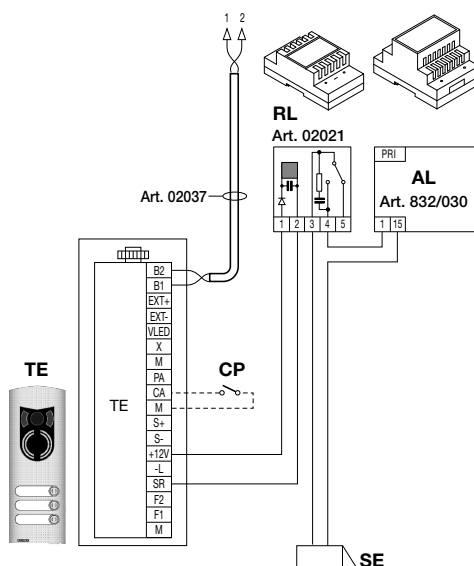 1 2
RL
Art. 02021
PRI
AL
Art. 832/030
1 15
1 2 3 4 5
Art. 02037
TE
TE
B2
B1
EXT+
EXT-
VLED
X
M
PA
CA
M
S+
S-
+12V
-L
SR
F2
F1
M
CP
SE